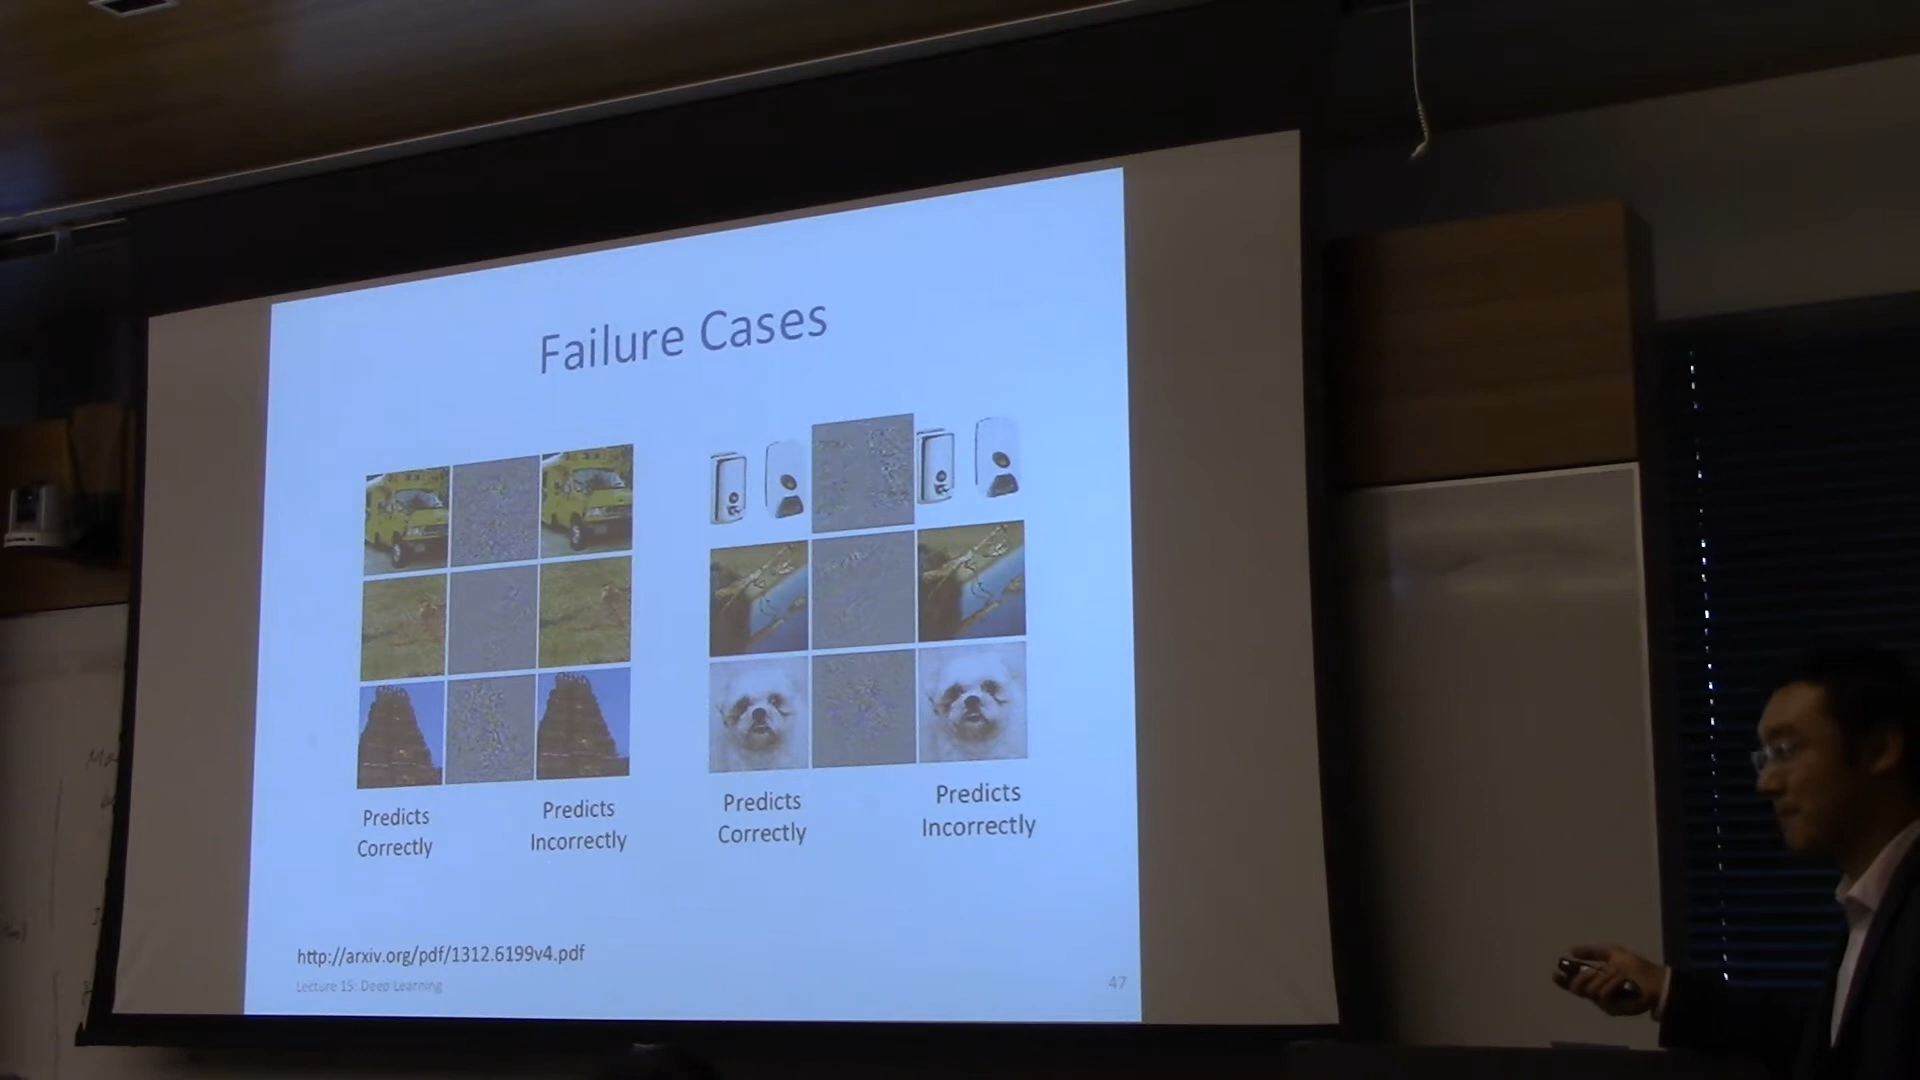 Failure Cases
Predicts
Correctly
Predicts
Incorrectly
Predicts
Correctly
Predicts
Incorrectly
http://arxiv.org/pdf/1312.6199v4.pdf
Lecture 15: Deep Learning
47